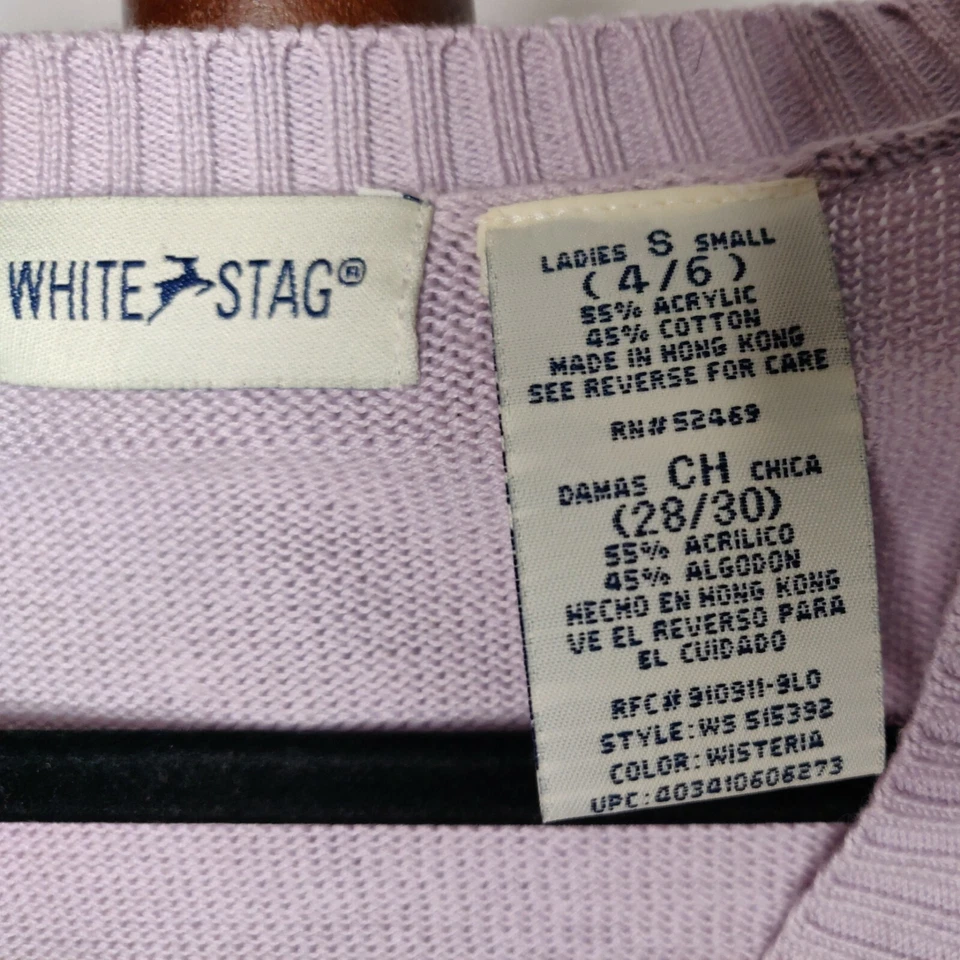 WHITE STAG®
LADIES S SMALL
(4/6)
55% ACRYLIC
45% COTTON
MADE IN HONG KONG
SEE REVERSE FOR CARE
RN#52469
DAMAS CH CHICA
(28/30)
55% ACRILICO
45% ALGODON
HECHO EN HONG KONG
VE EL REVERSO PARA
EL CUIDADO
RFC#910911-9L0
STYLE:WS 515392
COLOR:WISTERIA
UPC:403410606273